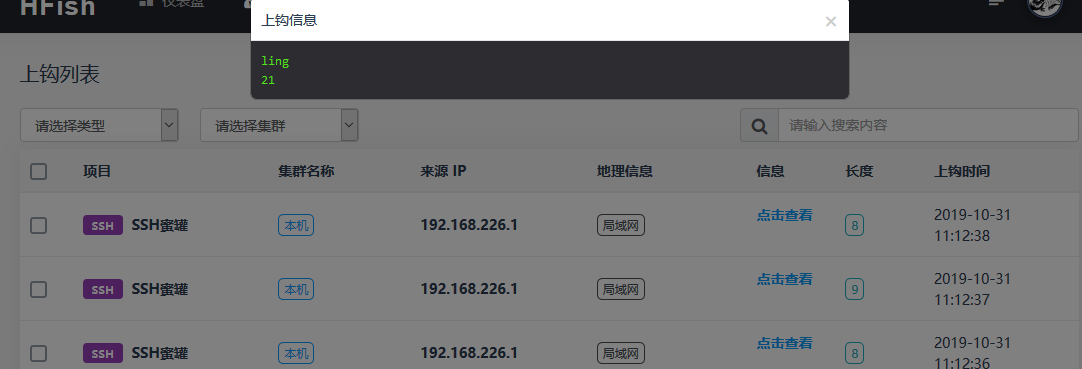 HFish
仪表盘
上钩信息
×
ling
21
上钩列表
请选择类型
请选择集群
请输入搜索内容
项目 集群名称 来源 IP 地理信息 信息 长度 上钩时间
SSH SSH蜜罐 本机 192.168.226.1 局域网 点击查看 8 2019-10-31
11:12:38
SSH SSH蜜罐 本机 192.168.226.1 局域网 点击查看 9 2019-10-31
11:12:37
SSH SSH蜜罐 本机 192.168.226.1 局域网 点击查看 8 2019-10-31
11:12:36